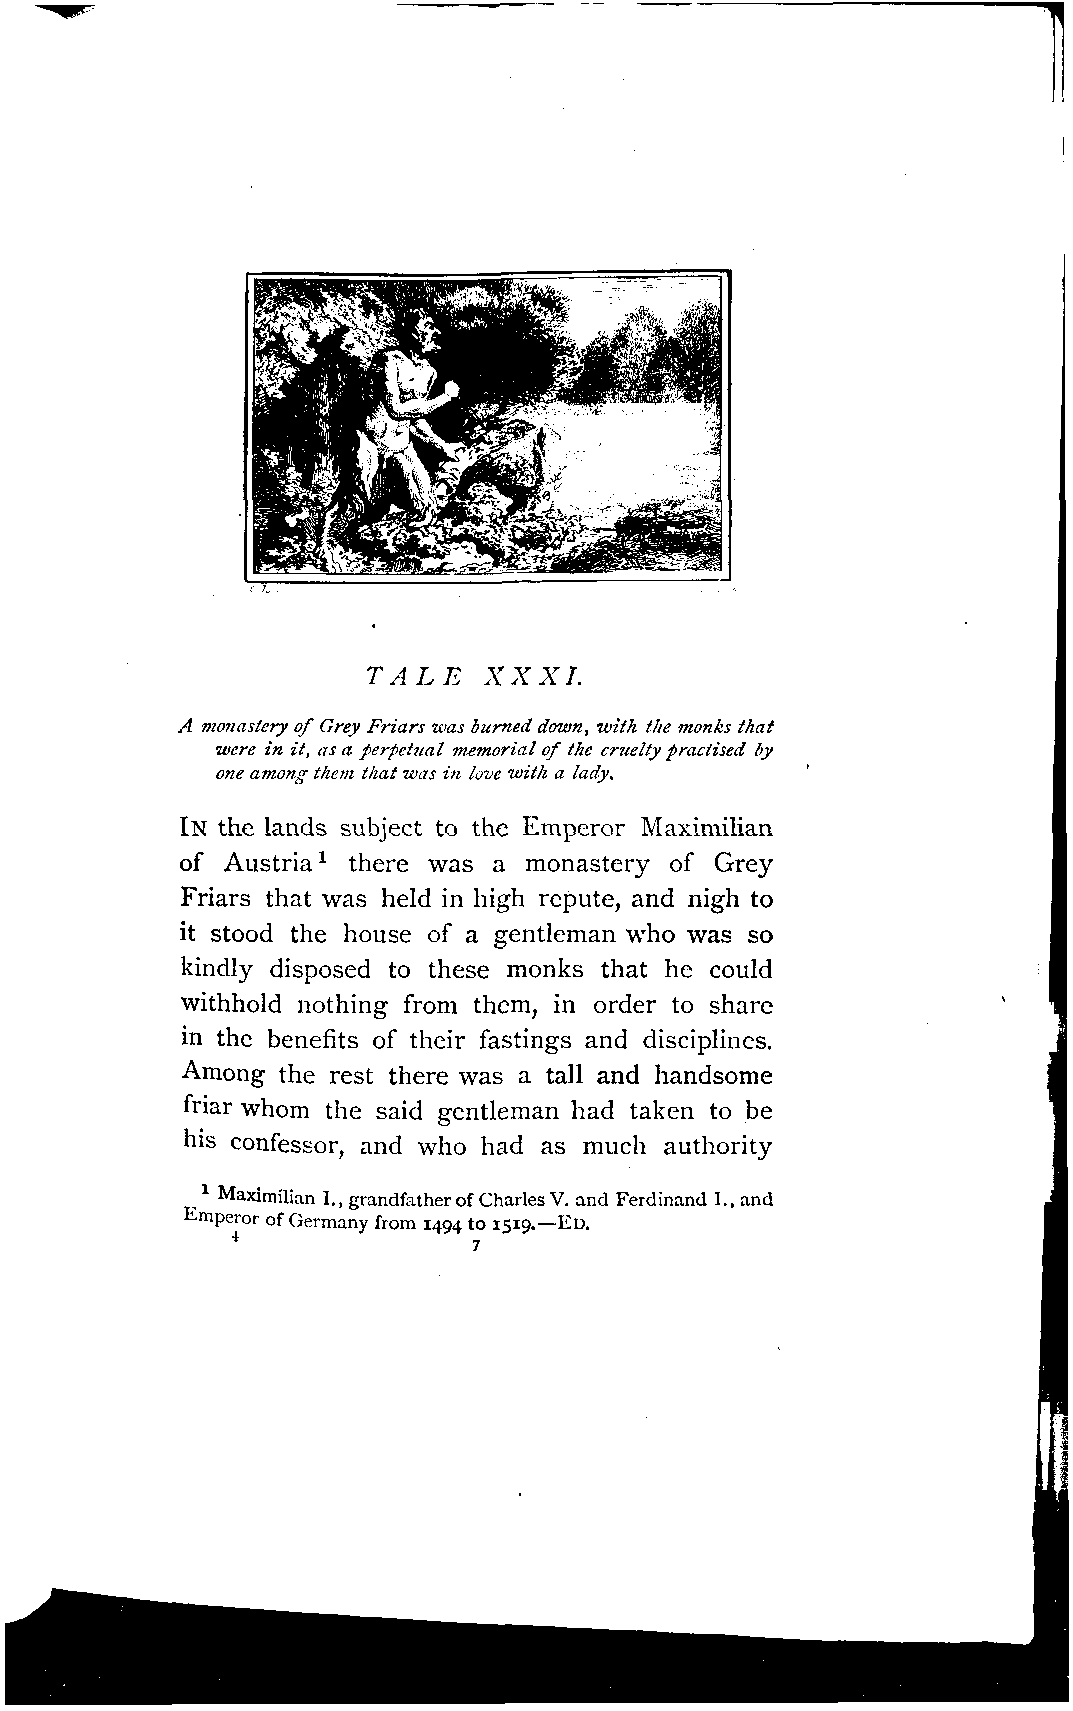 TALE XXXI.
A monastery of Grey Friars was burned down, with the monks that
were in it, as a perpetual memorial of the cruelty practised by
one among them that was in love with a lady.
IN the lands subject to the Emperor Maximilian
of Austria¹ there was a monastery of Grey
Friars that was held in high repute, and nigh to
it stood the house of a gentleman who was so
kindly disposed to these monks that he could
withhold nothing from them, in order to share
in the benefits of their fastings and disciplines.
Among the rest there was a tall and handsome
friar whom the said gentleman had taken to be
his confessor, and who had as much authority
¹ Maximilian I., grandfather of Charles V. and Ferdinand I., and
Emperor of Germany from 1494 to 1519.—ED.
4 7